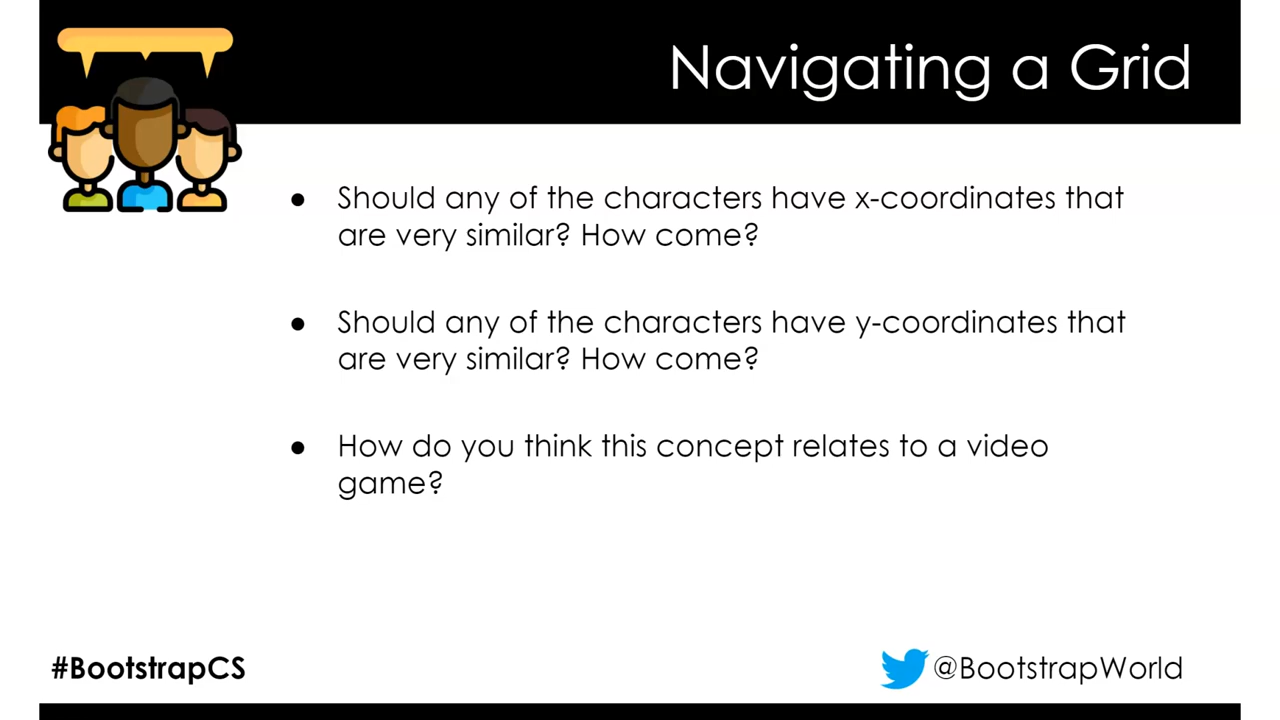 Navigating a Grid
● Should any of the characters have x-coordinates that
are very similar? How come?
● Should any of the characters have y-coordinates that
are very similar? How come?
● How do you think this concept relates to a video
game?
#BootstrapCS
@BootstrapWorld